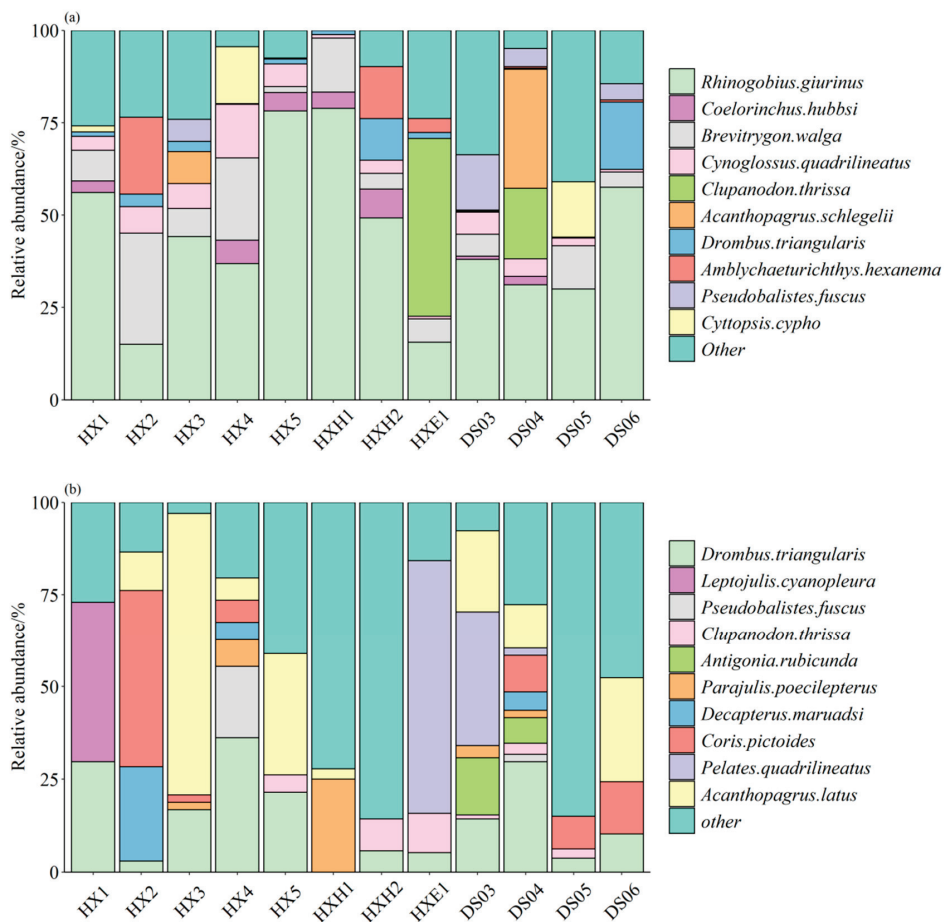 (a)
100
75
50
25
0
Relative abundance/%
HX1 HX2 HX3 HX4 HX5 HXH1 HXH2 HXE1 DS03 DS04 DS05 DS06
Rhinogobius.giurinus
Coelorinchus.hubbsi
Brevitrygon.walga
Cynoglossus.quadrilineatus
Clupanodon.thrissa
Acanthopagrus.schlegelii
Drombus.triangularis
Amblychaeturichthys.hexanema
Pseudobalistes.fuscus
Cyttopsis.cypho
Other
(b)
100
75
50
25
0
Relative abundance/%
HX1 HX2 HX3 HX4 HX5 HXH1 HXH2 HXE1 DS03 DS04 DS05 DS06
Drombus.triangularis
Leptojulis.cyanopleura
Pseudobalistes.fuscus
Clupanodon.thrissa
Antigonia.rubicunda
Parajulis.poecilepterus
Decapterus.maruadsi
Coris.pictoides
Pelates.quadrilineatus
Acanthopagrus.latus
other